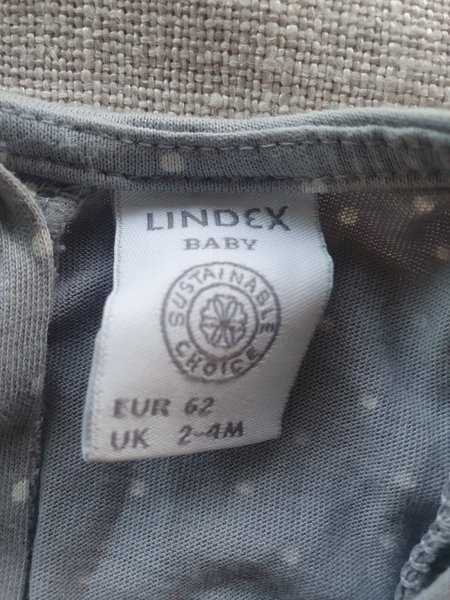 LINDEX
BABY
SUSTAINABLE
CHOICE
EUR 62
UK 2-4M